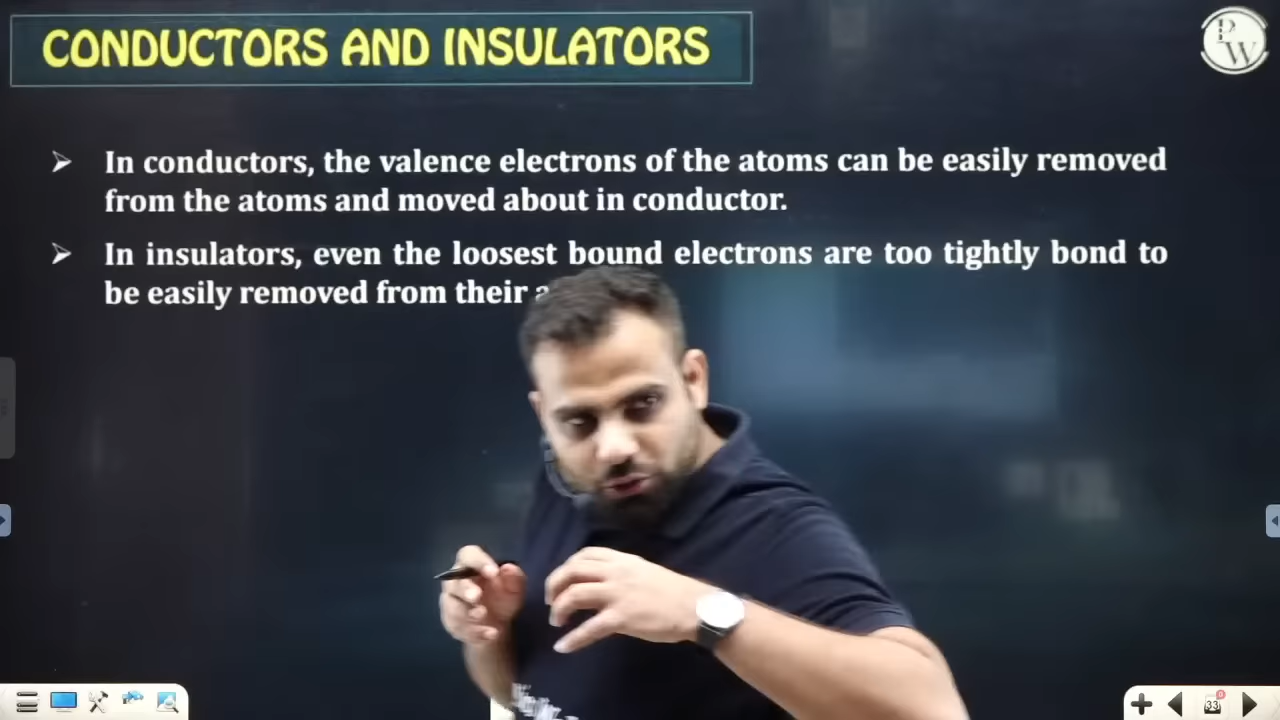 CONDUCTORS AND INSULATORS
PW
➤ In conductors, the valence electrons of the atoms can be easily removed
from the atoms and moved about in conductor.
➤ In insulators, even the loosest bound electrons are too tightly bond to
be easily removed from their
33